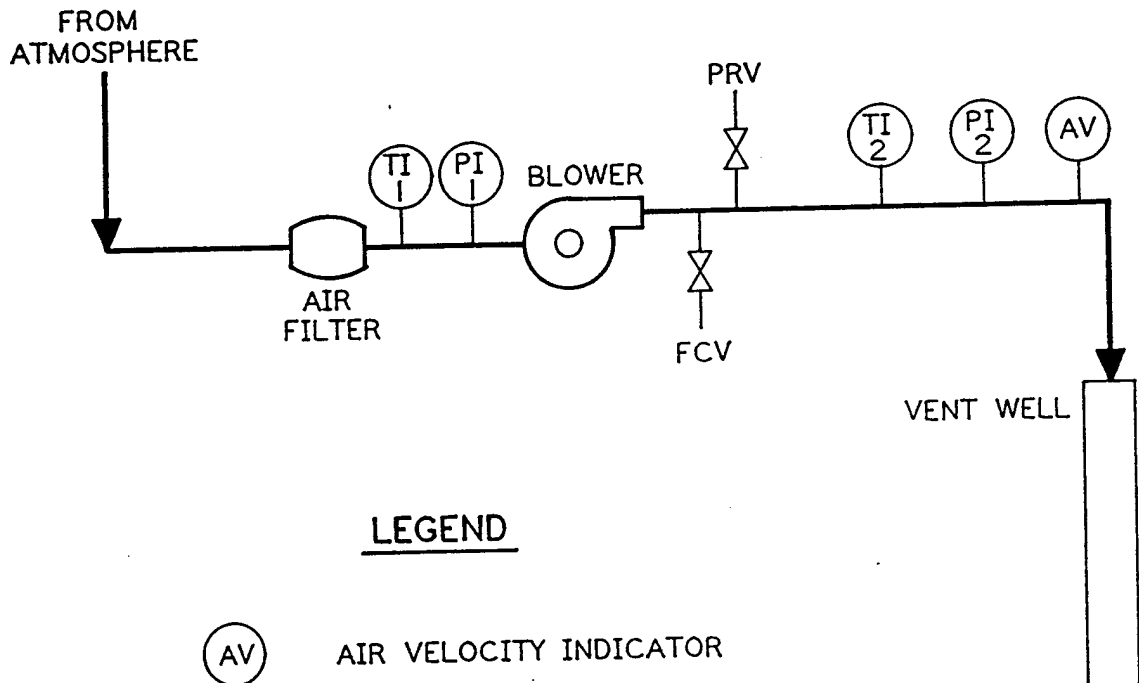 FROM
ATMOSPHERE
PRV
TI
1
PI
1
BLOWER
TI
2
PI
2
AV
AIR
FILTER
FCV
VENT WELL
LEGEND
AV AIR VELOCITY INDICATOR